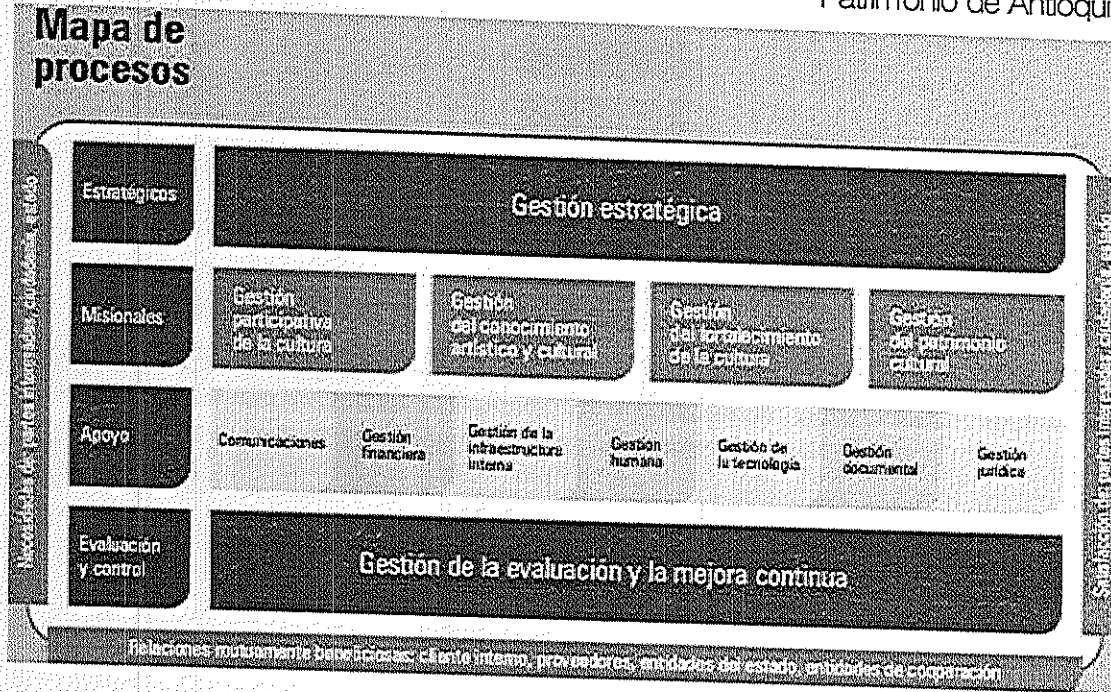 Patrimonio de Antioqui
Mapa de
procesos
Estratégicos
Gestión estratégica
Misionales
Gestión
participativa
de la cultura
Gestión
del conocimiento
artístico y cultural
Gestión
del fortalecimiento
de la cultura
Gestión
del patrimonio
cultural
Apoyo
Comunicaciones
Gestión
financiera
Gestión de la
infraestructura
interna
Gestión
humana
Gestión de
la tecnología
Gestión
documental
Gestión
jurídica
Evaluación
y control
Gestión de la evaluación y la mejora continua
Relaciones mutuamente beneficiosas: cliente interno, proveedores, entidades del estado, entidades de cooperación